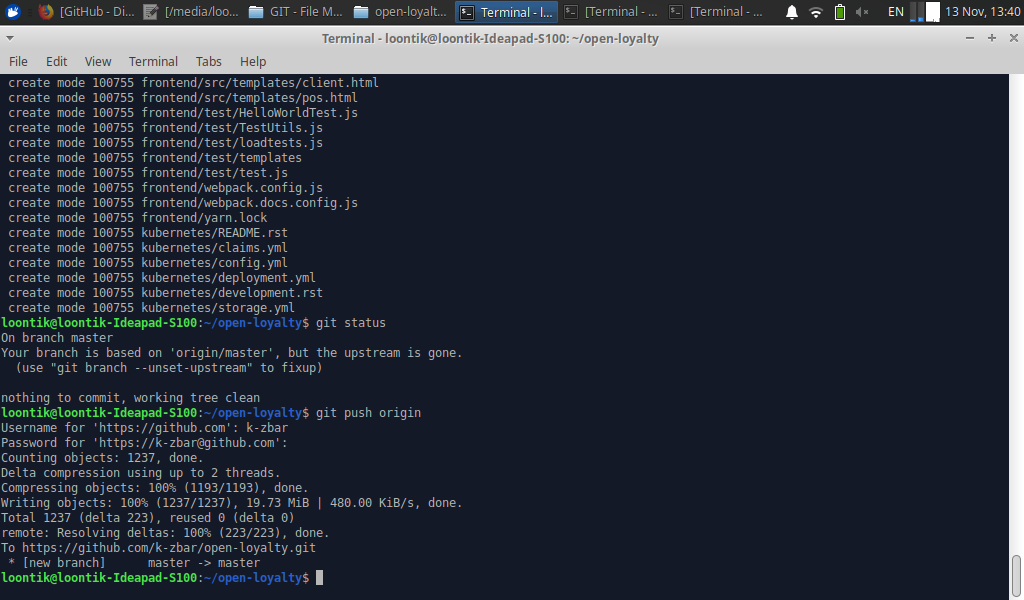 [GitHub - Di... [/media/loo... GIT - File M... open-loyalt... Terminal - l... [Terminal - ... [Terminal - ... EN 13 Nov, 13:40
Terminal - loontik@loontik-Ideapad-S100: ~/open-loyalty
File Edit View Terminal Tabs Help
create mode 100755 frontend/src/templates/client.html
create mode 100755 frontend/src/templates/pos.html
create mode 100755 frontend/test/HelloWorldTest.js
create mode 100755 frontend/test/TestUtils.js
create mode 100755 frontend/test/loadtests.js
create mode 100755 frontend/test/templates
create mode 100755 frontend/test/test.js
create mode 100755 frontend/webpack.config.js
create mode 100755 frontend/webpack.docs.config.js
create mode 100755 frontend/yarn.lock
create mode 100755 kubernetes/README.rst
create mode 100755 kubernetes/claims.yml
create mode 100755 kubernetes/config.yml
create mode 100755 kubernetes/deployment.yml
create mode 100755 kubernetes/development.rst
create mode 100755 kubernetes/storage.yml
loontik@loontik-Ideapad-S100:~/open-loyalty$ git status
On branch master
Your branch is based on 'origin/master', but the upstream is gone.
(use "git branch --unset-upstream" to fixup)
nothing to commit, working tree clean
loontik@loontik-Ideapad-S100:~/open-loyalty$ git push origin
Username for 'https://github.com': k-zbar
Password for 'https://k-zbar@github.com':
Counting objects: 1237, done.
Delta compression using up to 2 threads.
Compressing objects: 100% (1193/1193), done.
Writing objects: 100% (1237/1237), 19.73 MiB | 480.00 KiB/s, done.
Total 1237 (delta 223), reused 0 (delta 0)
remote: Resolving deltas: 100% (223/223), done.
To https://github.com/k-zbar/open-loyalty.git
* [new branch] master -> master
loontik@loontik-Ideapad-S100:~/open-loyalty$